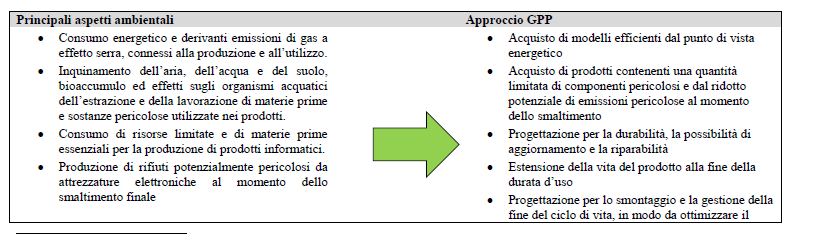 Principali aspetti ambientali
• Consumo energetico e derivanti emissioni di gas a
effetto serra, connessi alla produzione e all'utilizzo.
• Inquinamento dell'aria, dell'acqua e del suolo,
bioaccumulo ed effetti sugli organismi acquatici
dell'estrazione e della lavorazione di materie prime
e sostanze pericolose utilizzate nei prodotti.
• Consumo di risorse limitate e di materie prime
essenziali per la produzione di prodotti informatici.
• Produzione di rifiuti potenzialmente pericolosi da
attrezzature elettroniche al momento dello
smaltimento finale
Approccio GPP
• Acquisto di modelli efficienti dal punto di vista
energetico
• Acquisto di prodotti contenenti una quantità
limitata di componenti pericolosi e dal ridotto
potenziale di emissioni pericolose al momento
dello smaltimento
• Progettazione per la durabilità, la possibilità di
aggiornamento e la riparabilità
• Estensione della vita del prodotto alla fine della
durata d'uso
• Progettazione per lo smontaggio e la gestione della
fine del ciclo di vita, in modo da ottimizzare il